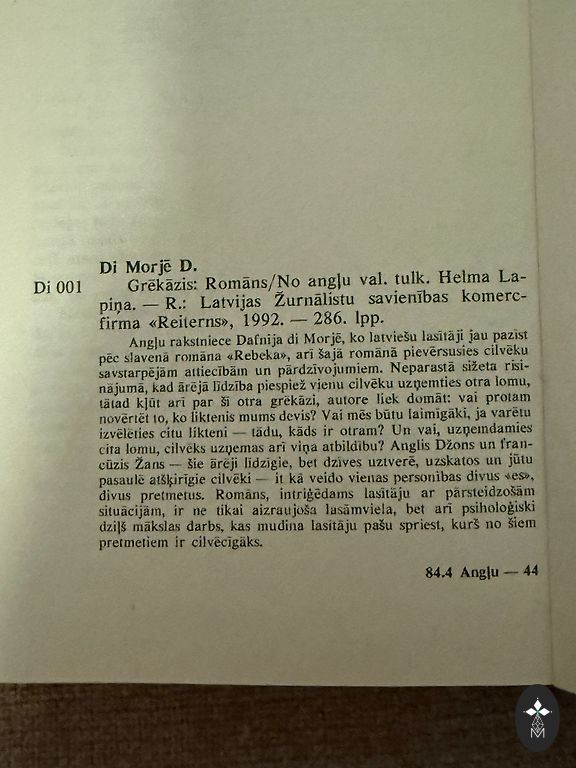 Di Morjē D.
Di 001 Grēkāzis: Romāns/No angļu val. tulk. Helma La-
piņa. — R.: Latvijas Žurnālistu savienības komerc-
firma «Reiterns», 1992. — 286. lpp.
Angļu rakstniece Dafnija di Morjē, ko latviešu lasītāji jau pazīst
pēc slavenā romāna «Rebeka», arī šajā romānā pievērsusies cilvēku
savstarpējām attiecībām un pārdzīvojumiem. Neparastā sižeta risi-
nājumā, kad ārējā līdzība piespiež vienu cilvēku uzņemties otra lomu,
tātad kļūt arī par šī otra grēkāzi, autore liek domāt: vai protam
novērtēt to, ko liktenis mums devis? Vai mēs būtu laimīgāki, ja varētu
izvēlēties citu likteni — tādu, kāds ir otram? Un vai, uzņemdamies
cita lomu, cilvēks uzņemas arī viņa atbildību? Anglis Džons un fran-
cūzis Žans — šie ārēji līdzīgie, bet dzīves uztverē, uzskatos un jūtu
pasaulē atšķirīgie cilvēki — it kā veido vienas personības divus «es»,
divus pretmetus. Romāns, intriģēdams lasītāju ar pārsteidzošām
situācijām, ir ne tikai aizraujoša lasāmviela, bet arī psiholoģiski
dziļš mākslas darbs, kas mudina lasītāju pašu spriest, kurš no šiem
pretmetiem ir cilvēcīgāks.
84.4 Angļu — 44
M